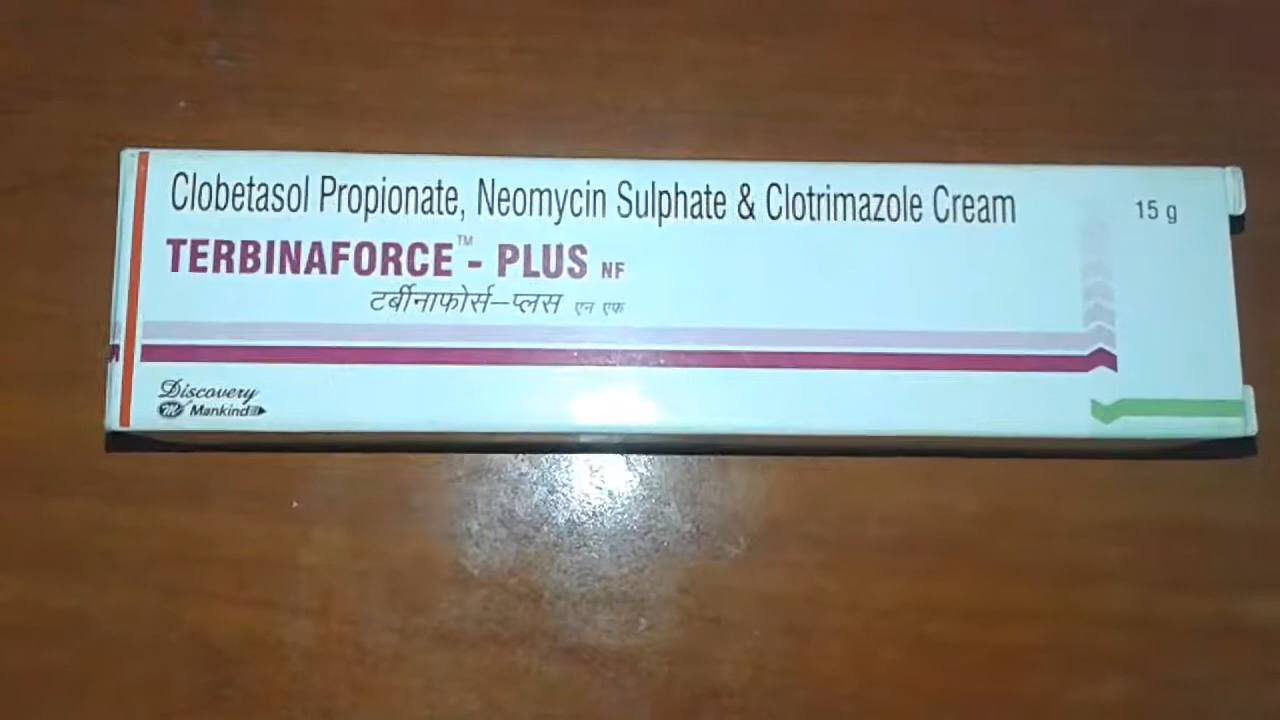 Clobetasol Propionate, Neomycin Sulphate & Clotrimazole Cream
15 g
TERBINAFORCE™- PLUS NF
टर्बीनाफोर्स–प्लस एन एफ
Discovery
Mankind